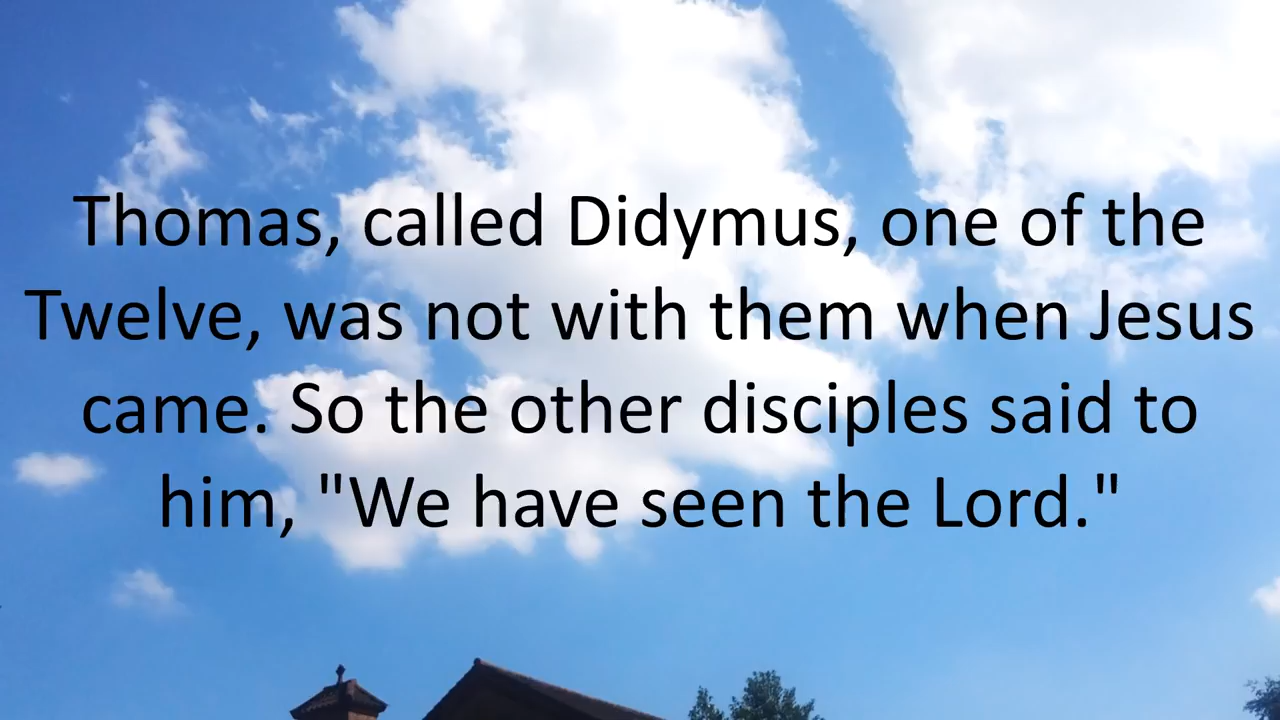 Thomas, called Didymus, one of the
Twelve, was not with them when Jesus
came. So the other disciples said to
him, "We have seen the Lord."